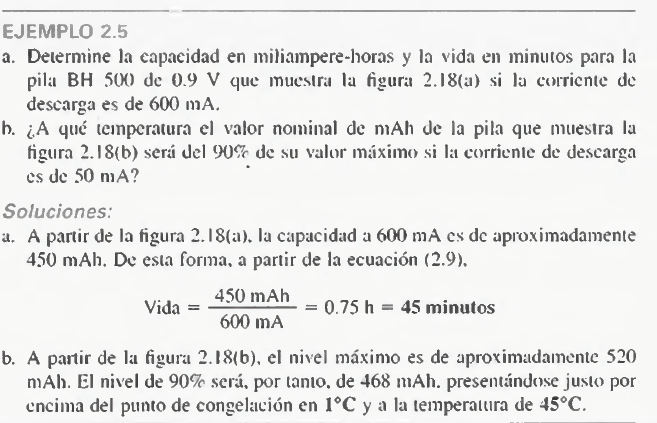 EJEMPLO 2.5
a. Determine la capacidad en miliampere-horas y la vida en minutos para la
pila BH 500 de 0.9 V que muestra la figura 2.18(a) si la corriente de
descarga es de 600 mA.
b. ¿A qué temperatura el valor nominal de mAh de la pila que muestra la
figura 2.18(b) será del 90% de su valor máximo si la corriente de descarga
es de 50 mA?
Soluciones:
a. A partir de la figura 2.18(a), la capacidad a 600 mA es de aproximadamente
450 mAh. De esta forma, a partir de la ecuación (2.9),
Vida = 450 mAh / 600 mA = 0.75 h = 45 minutos
b. A partir de la figura 2.18(b), el nivel máximo es de aproximadamente 520
mAh. El nivel de 90% será, por tanto, de 468 mAh, presentándose justo por
encima del punto de congelación en 1°C y a la temperatura de 45°C.